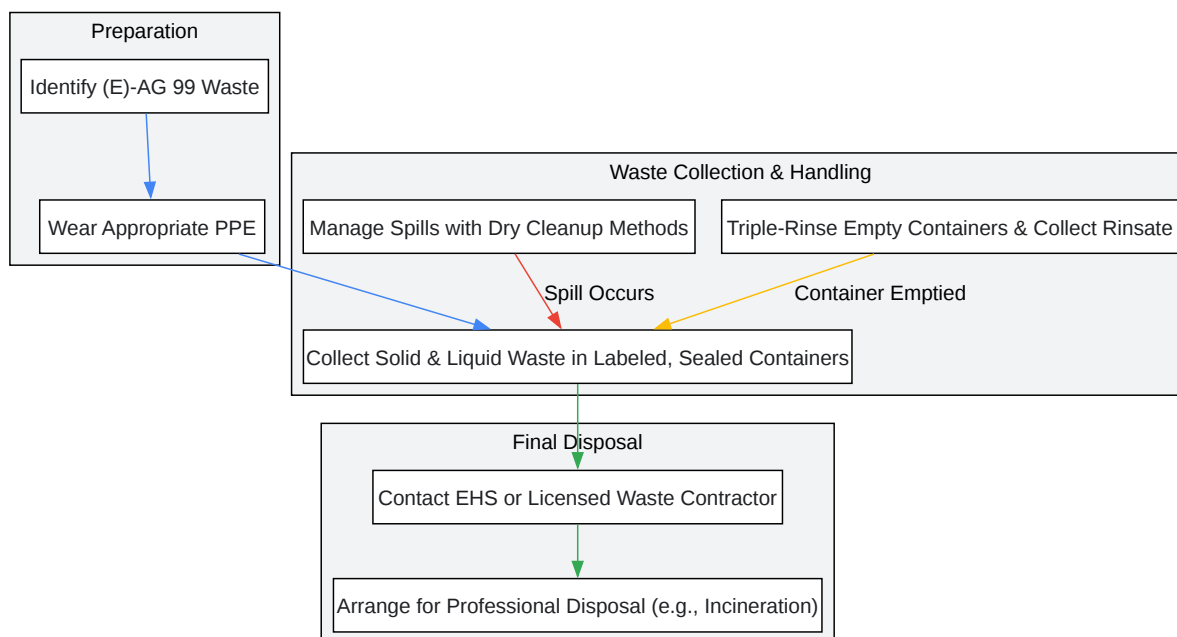 Preparation
Identify (E)-AG 99 Waste
Wear Appropriate PPE
Waste Collection & Handling
Manage Spills with Dry Cleanup Methods
Triple-Rinse Empty Containers & Collect Rinsate
Spill Occurs
Container Emptied
Collect Solid & Liquid Waste in Labeled, Sealed Containers
Final Disposal
Contact EHS or Licensed Waste Contractor
Arrange for Professional Disposal (e.g., Incineration)